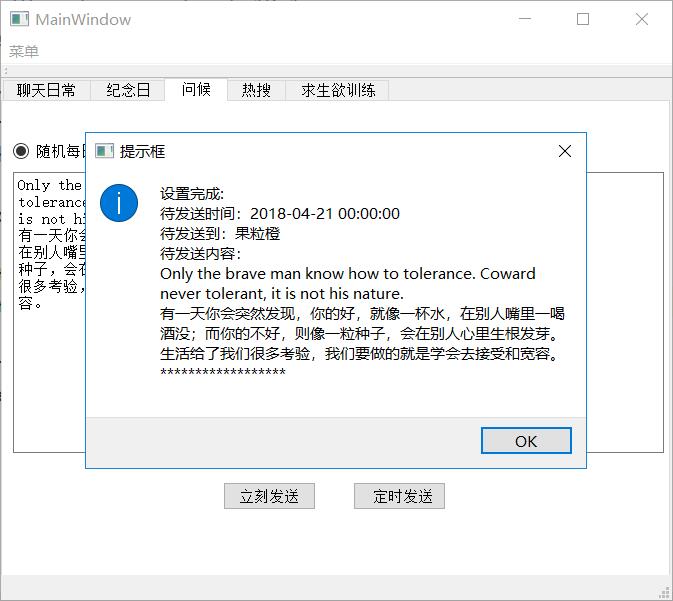 MainWindow
菜单
聊天日常 纪念日 问候 热搜 求生欲训练
随机每
Only the
tolerance
is not hi
有一天你会
在别人嘴里
种子，会在
很多考验，
容。
提示框
设置完成:
待发送时间：2018-04-21 00:00:00
待发送到：果粒橙
待发送内容：
Only the brave man know how to tolerance. Coward
never tolerant, it is not his nature.
有一天你会突然发现，你的好，就像一杯水，在别人嘴里一喝
酒没；而你的不好，则像一粒种子，会在别人心里生根发芽。
生活给了我们很多考验，我们要做的就是学会去接受和宽容。
******************
OK
立刻发送 定时发送